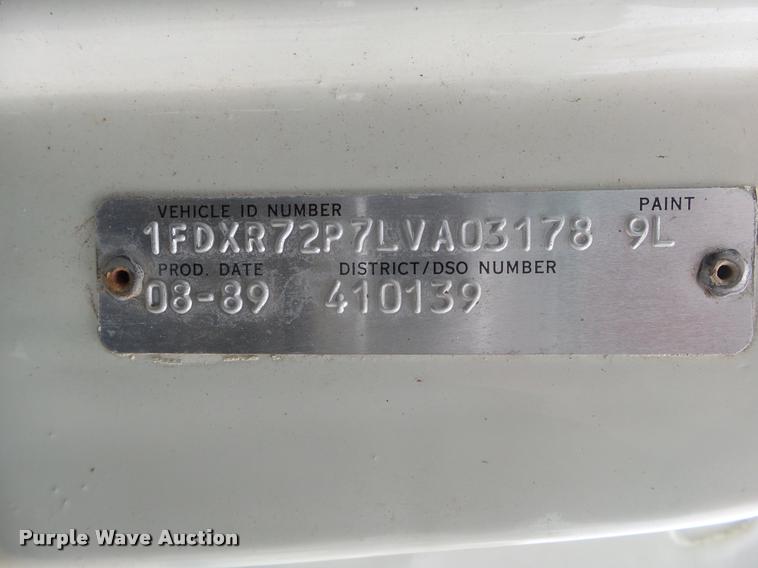 VEHICLE ID NUMBER PAINT
1FDXR72P7LVA03178 9L
PROD. DATE DISTRICT/DSO NUMBER
08-89 410139
Purple Wave Auction